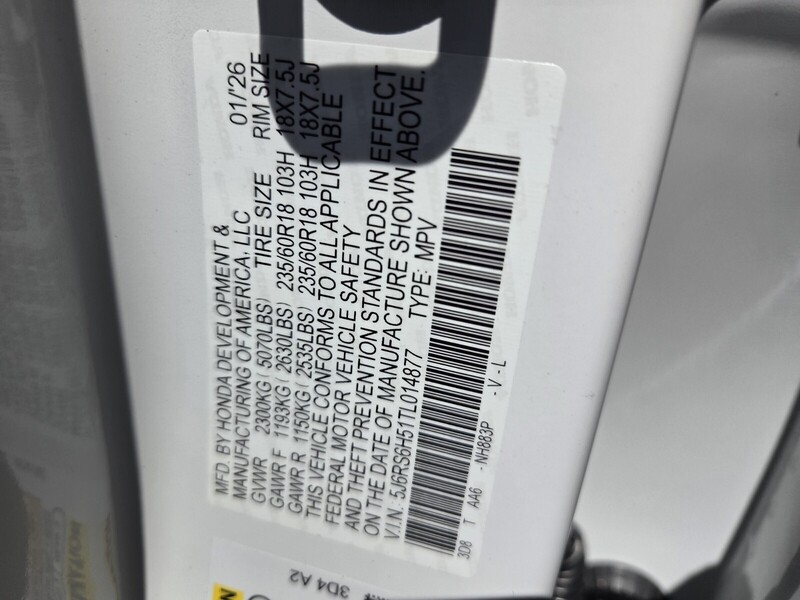 MFD. BY HONDA DEVELOPMENT &
MANUFACTURING OF AMERICA, LLC 01/'26
GVWR 2300KG ( 5070LBS) TIRE SIZE RIM SIZE
GAWR F 1193KG ( 2630LBS) 235/60R18 103H 18X7.5J
GAWR R 1150KG ( 2535LBS) 235/60R18 103H 18X7.5J
THIS VEHICLE CONFORMS TO ALL APPLICABLE
FEDERAL MOTOR VEHICLE SAFETY
AND THEFT PREVENTION STANDARDS IN EFFECT
ON THE DATE OF MANUFACTURE SHOWN ABOVE.
V.I.N. 5J6RS6H51TL014877 TYPE: MPV
3D8 T AA6 -NH883P -V-L
3D4 A2